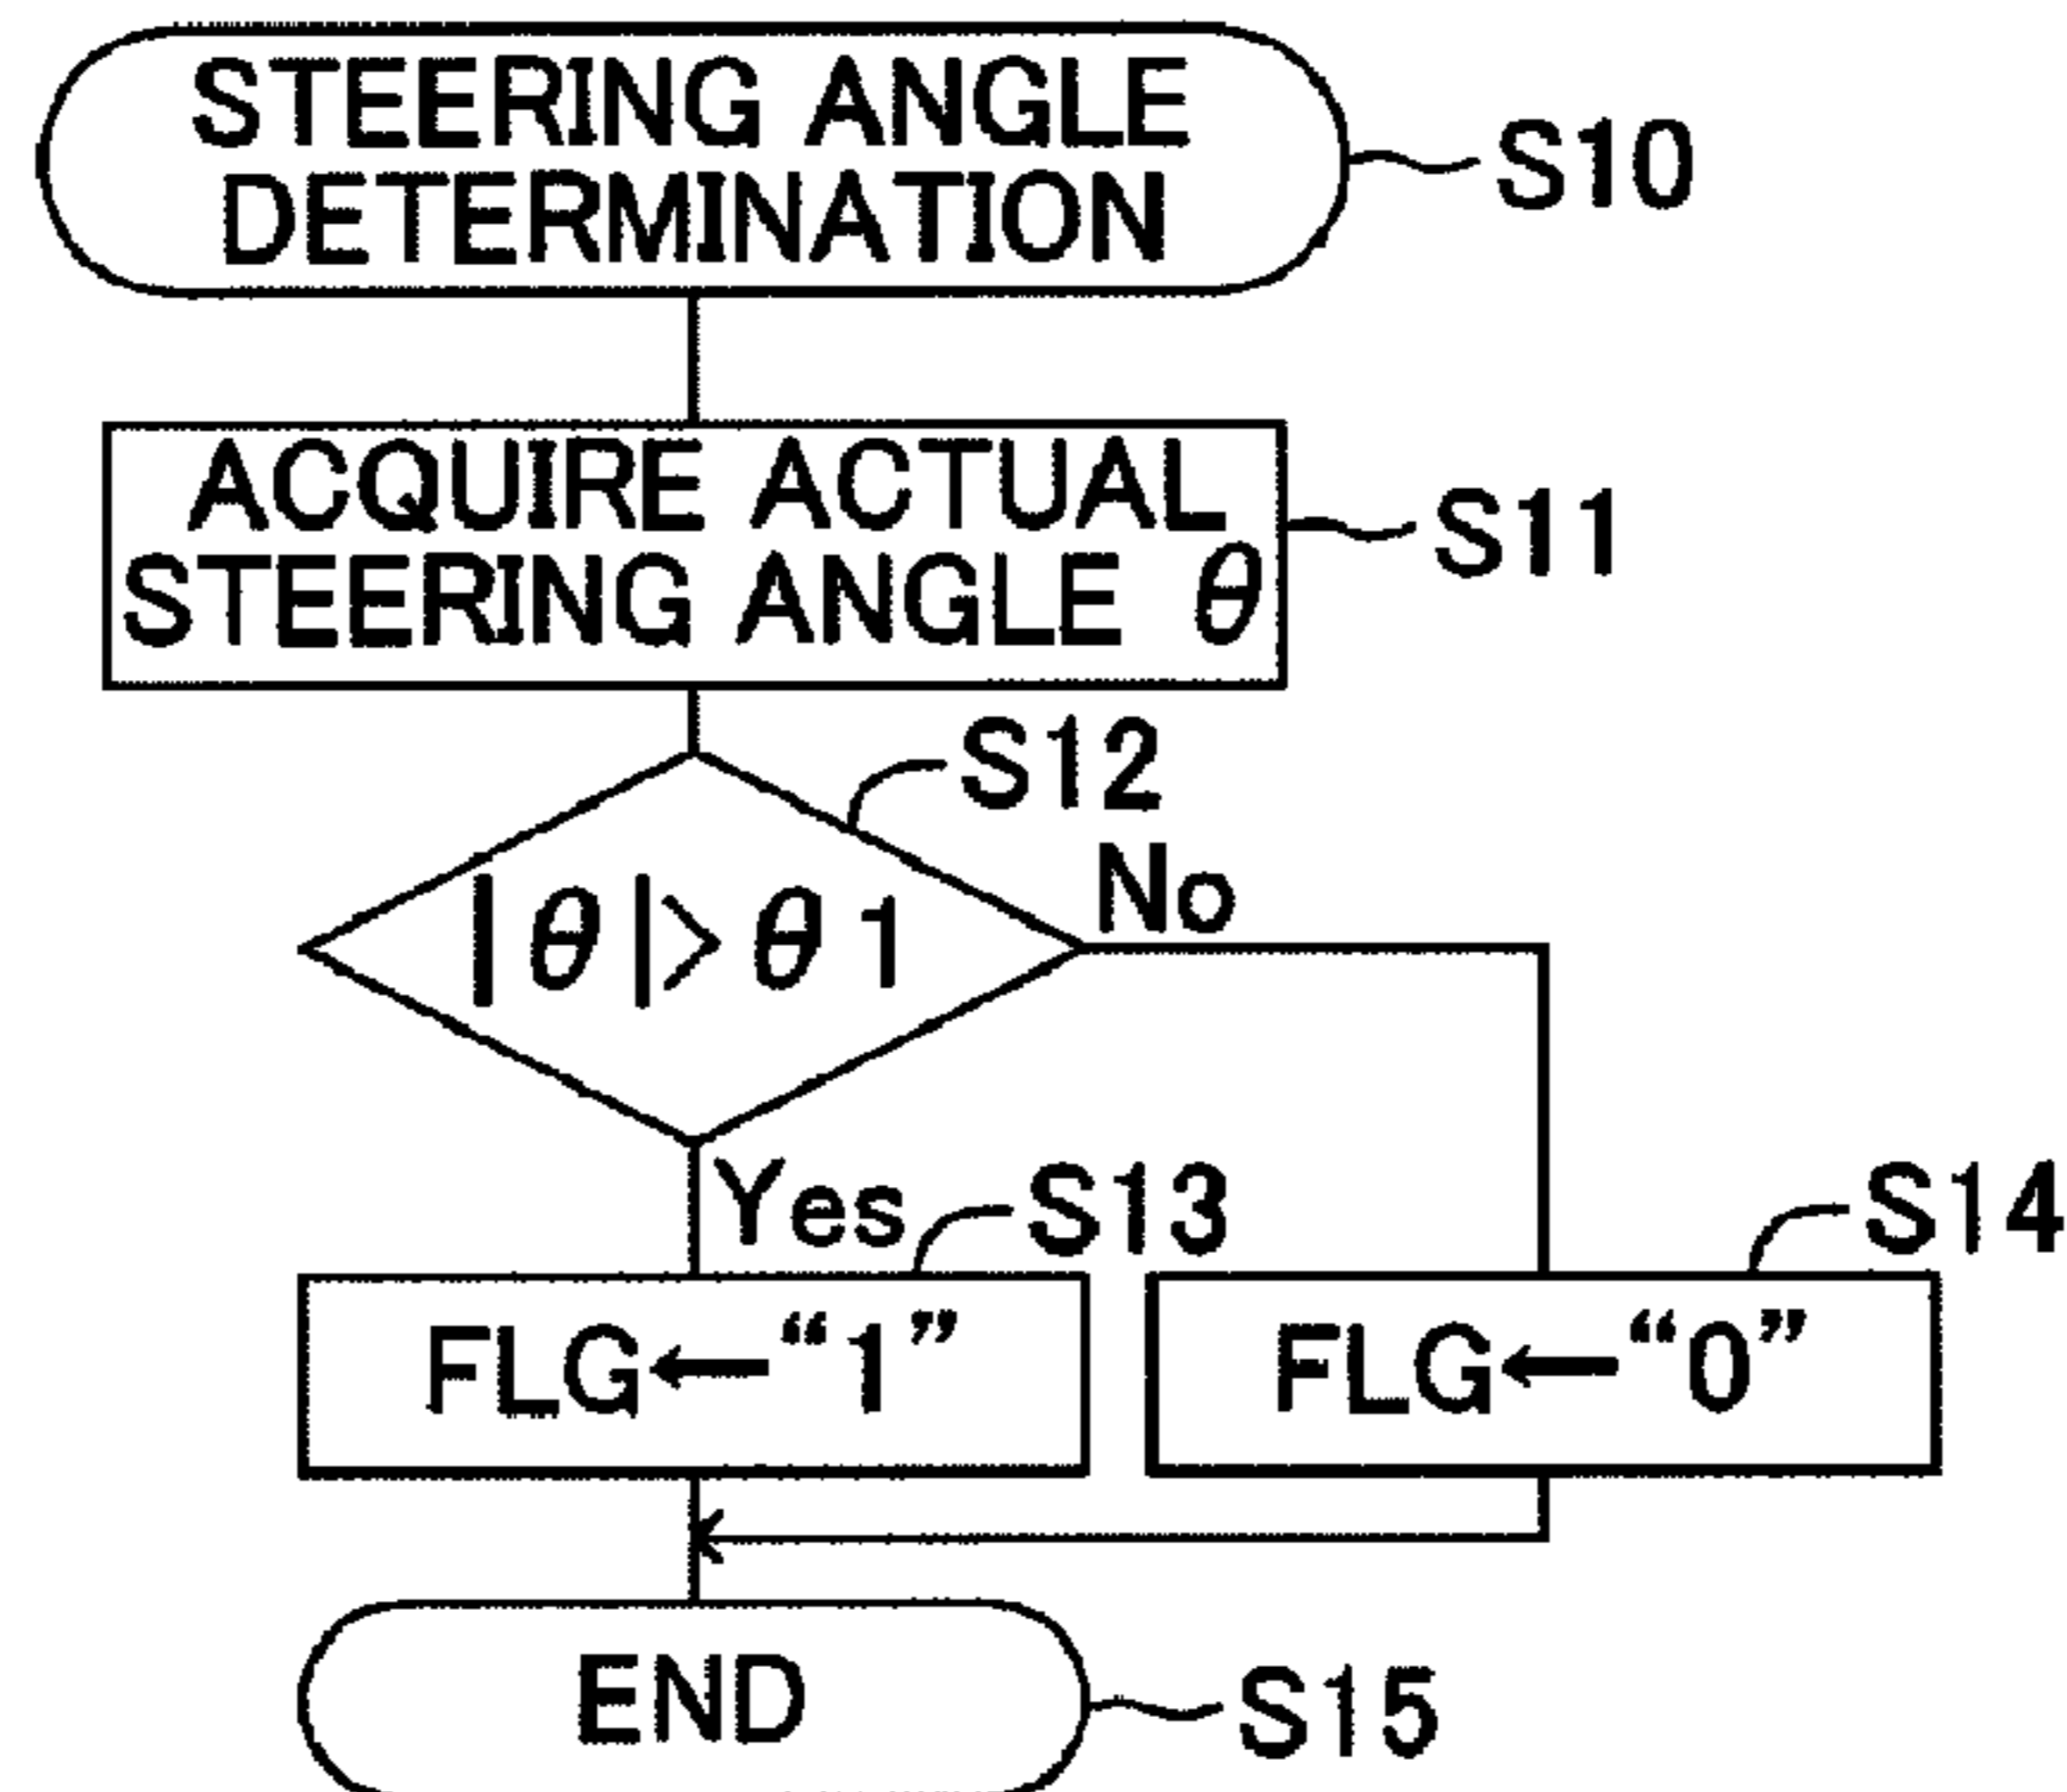 STEERING ANGLE
DETERMINATION
S10
ACQUIRE ACTUAL
STEERING ANGLE θ
S11
S12
|θ|>θ1
No
Yes
S13
S14
FLG←“1”
FLG←“0”
END
S15